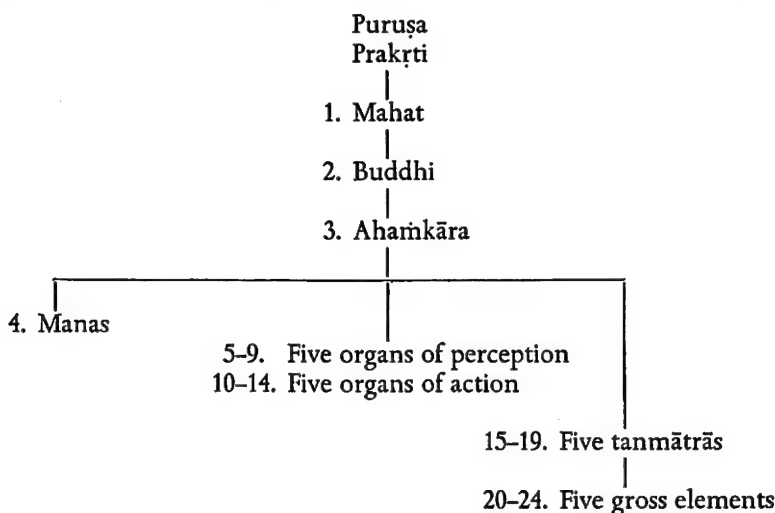 Puruṣa
Prakṛti
1. Mahat
2. Buddhi
3. Ahaṁkāra
4. Manas
5–9. Five organs of perception
10–14. Five organs of action
15–19. Five tanmātrās
20–24. Five gross elements